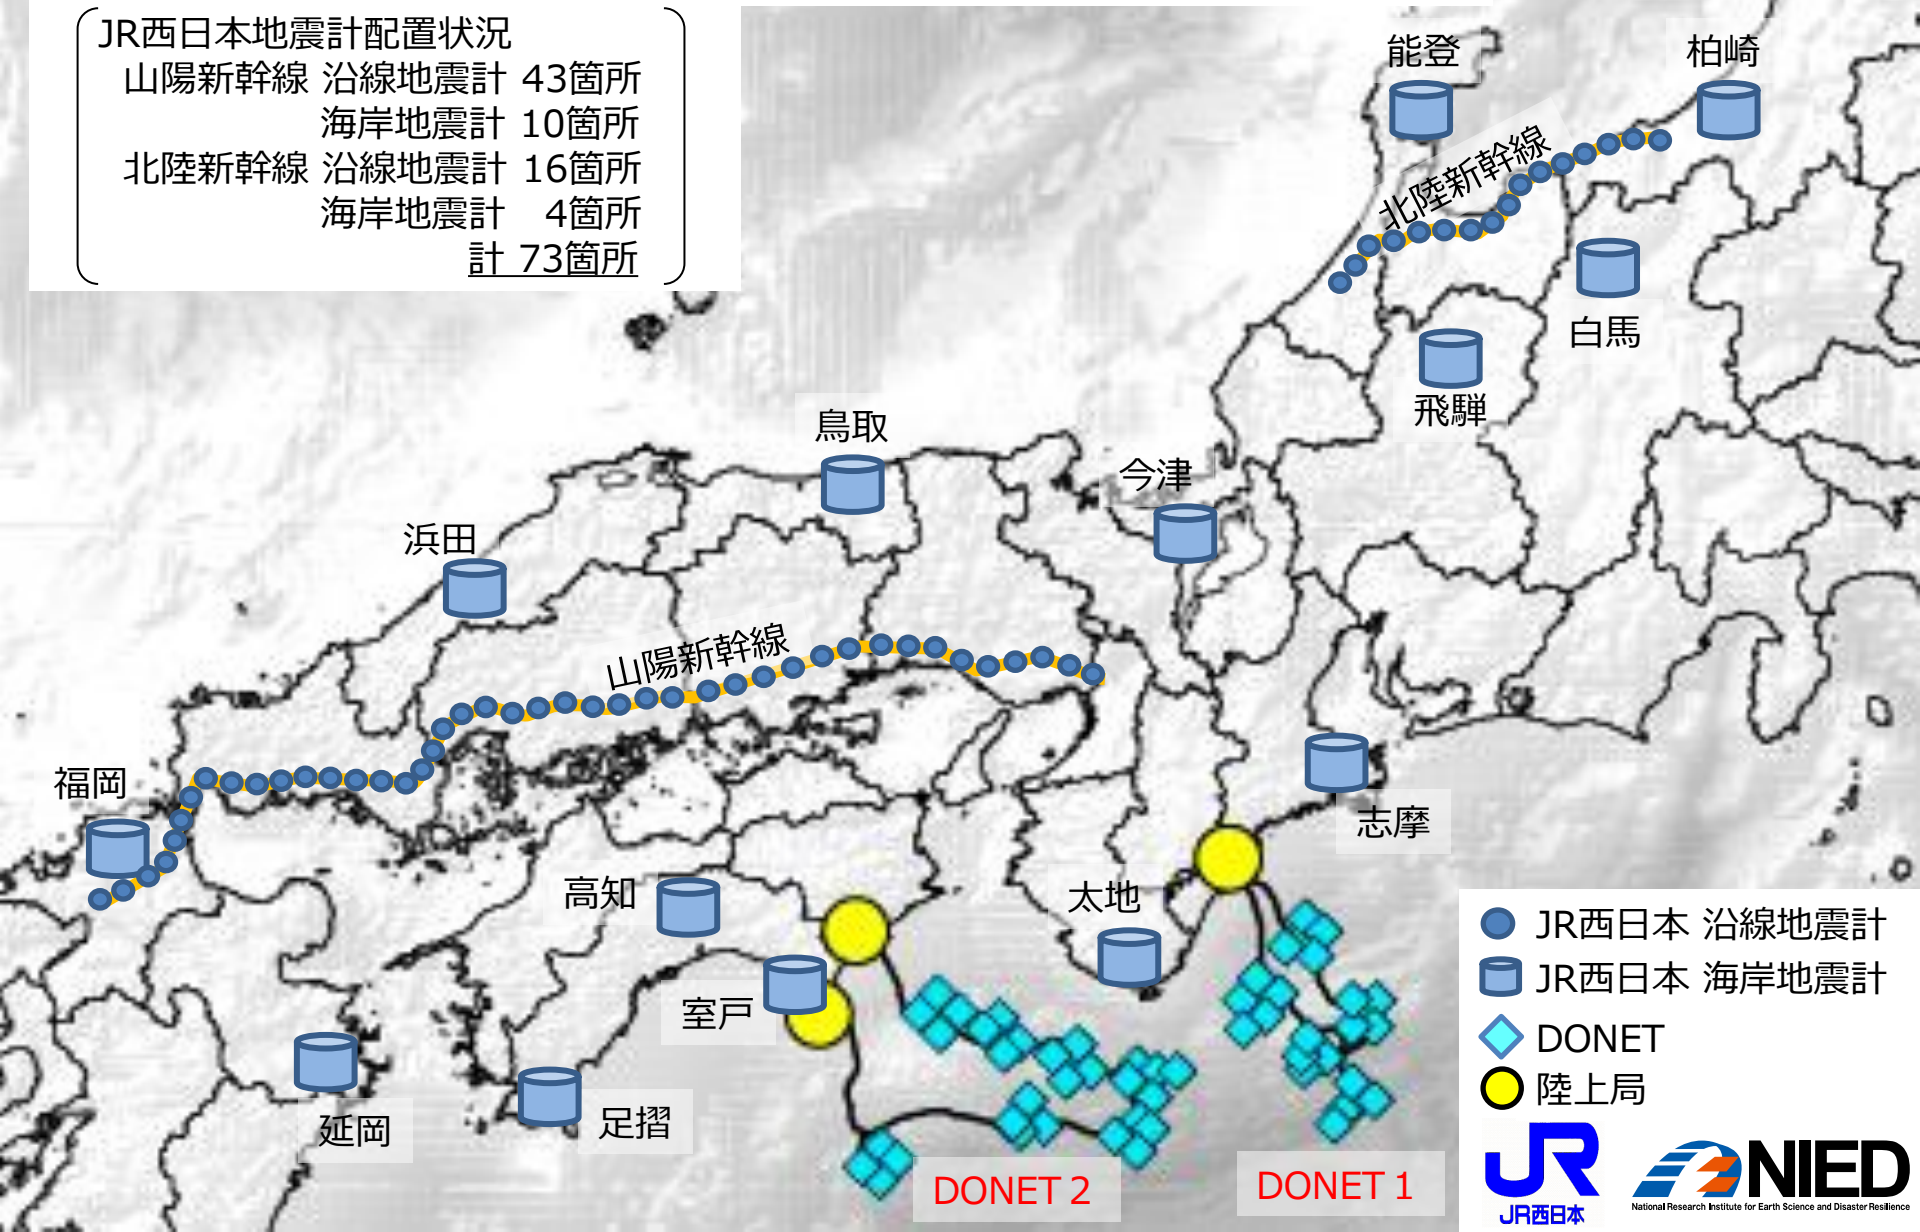 JR西日本地震計配置状況
山陽新幹線 沿線地震計 43箇所
海岸地震計 10箇所
北陸新幹線 沿線地震計 16箇所
海岸地震計 4箇所
計 73箇所
能登
柏崎
北陸新幹線
白馬
飛騨
鳥取
今津
浜田
山陽新幹線
福岡
志摩
高知
太地
室戸
延岡
足摺
DONET 2
DONET 1
JR西日本 沿線地震計
JR西日本 海岸地震計
DONET
陸上局
JR
JR西日本
NIED
National Research Institute for Earth Science and Disaster Resilience